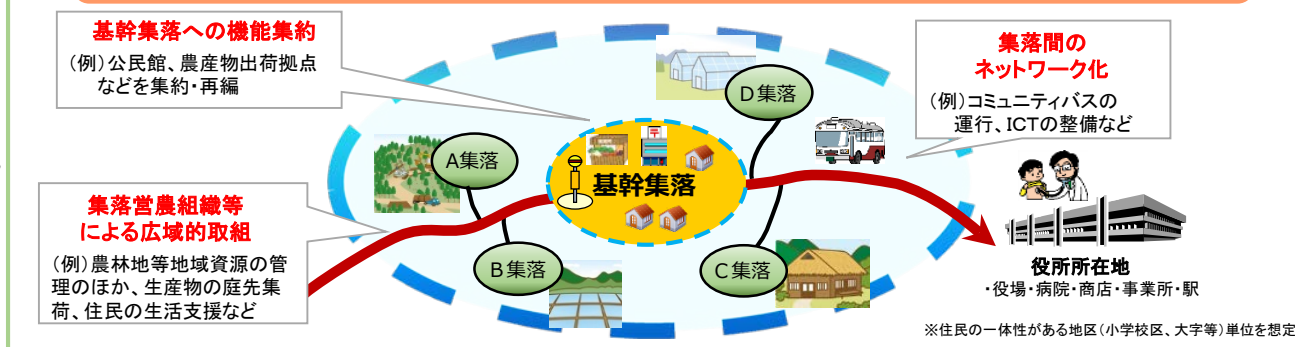 基幹集落への機能集約
(例)公民館、農産物出荷拠点
などを集約・再編
集落間の
ネットワーク化
(例)コミュニティバスの
運行、ICTの整備など
D集落
A集落
基幹集落
集落営農組織等
による広域的取組
(例)農林地等地域資源の管
理のほか、生産物の庭先集
荷、住民の生活支援など
B集落
C集落
役所所在地
・役場・病院・商店・事業所・駅
※住民の一体性がある地区(小学校区、大字等)単位を想定